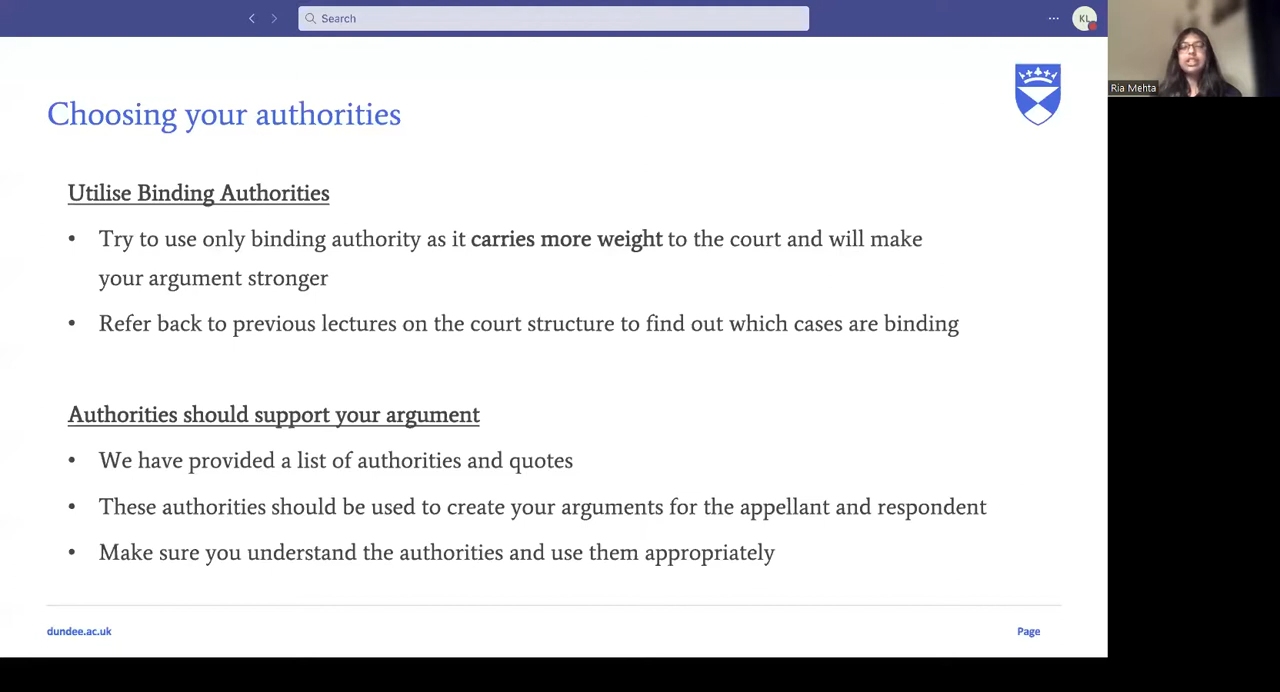 Search
KL
Ria Mehta
Choosing your authorities
Utilise Binding Authorities
• Try to use only binding authority as it carries more weight to the court and will make
your argument stronger
• Refer back to previous lectures on the court structure to find out which cases are binding
Authorities should support your argument
• We have provided a list of authorities and quotes
• These authorities should be used to create your arguments for the appellant and respondent
• Make sure you understand the authorities and use them appropriately
dundee.ac.uk
Page